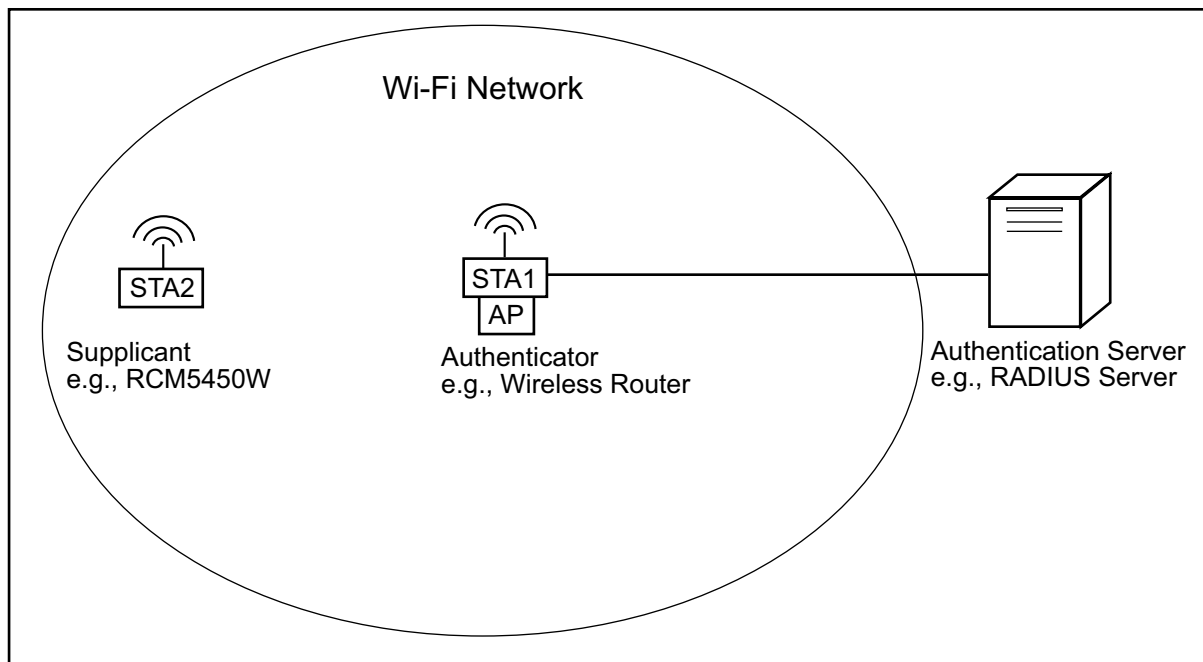 Wi-Fi Network
STA2
STA1
AP
Supplicant
e.g., RCM5450W
Authenticator
e.g., Wireless Router
Authentication Server
e.g., RADIUS Server